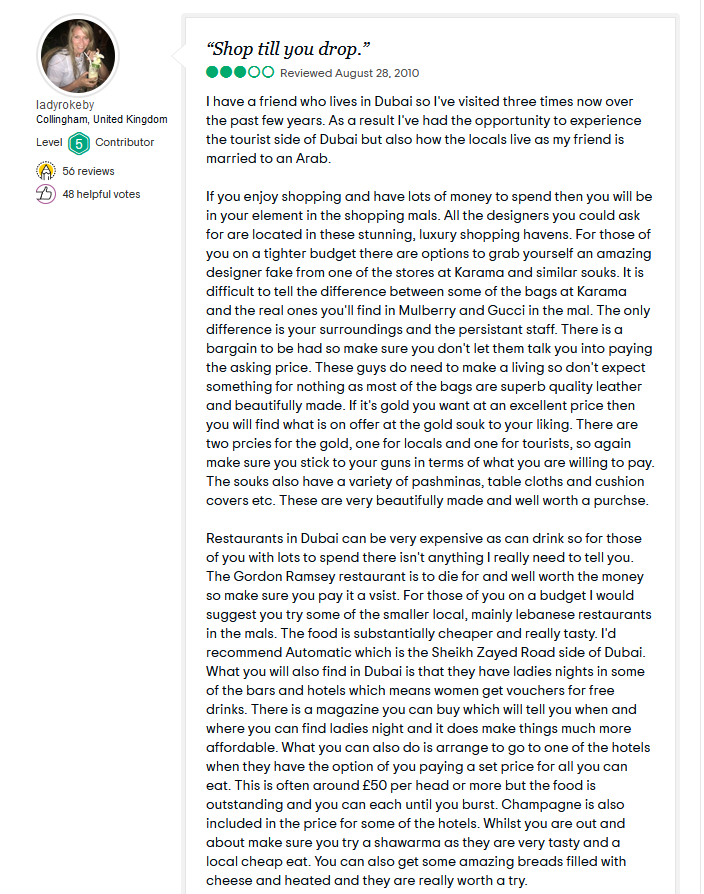 “Shop till you drop.”
Reviewed August 28, 2010
ladyrokeby
Collingham, United Kingdom
Level 5 Contributor
56 reviews
48 helpful votes
I have a friend who lives in Dubai so I've visited three times now over
the past few years. As a result I've had the opportunity to experience
the tourist side of Dubai but also how the locals live as my friend is
married to an Arab.
If you enjoy shopping and have lots of money to spend then you will be
in your element in the shopping mals. All the designers you could ask
for are located in these stunning, luxury shopping havens. For those of
you on a tighter budget there are options to grab yourself an amazing
designer fake from one of the stores at Karama and similar souks. It is
difficult to tell the difference between some of the bags at Karama
and the real ones you'll find in Mulberry and Gucci in the mal. The only
difference is your surroundings and the persistant staff. There is a
bargain to be had so make sure you don't let them talk you into paying
the asking price. These guys do need to make a living so don't expect
something for nothing as most of the bags are superb quality leather
and beautifully made. If it's gold you want at an excellent price then
you will find what is on offer at the gold souk to your liking. There are
two prcies for the gold, one for locals and one for tourists, so again
make sure you stick to your guns in terms of what you are willing to pay.
The souks also have a variety of pashminas, table cloths and cushion
covers etc. These are very beautifully made and well worth a purchse.
Restaurants in Dubai can be very expensive as can drink so for those
of you with lots to spend there isn't anything I really need to tell you.
The Gordon Ramsey restaurant is to die for and well worth the money
so make sure you pay it a vsist. For those of you on a budget I would
suggest you try some of the smaller local, mainly lebanese restaurants
in the mals. The food is substantially cheaper and really tasty. I'd
recommend Automatic which is the Sheikh Zayed Road side of Dubai.
What you will also find in Dubai is that they have ladies nights in some
of the bars and hotels which means women get vouchers for free
drinks. There is a magazine you can buy which will tell you when and
where you can find ladies night and it does make things much more
affordable. What you can also do is arrange to go to one of the hotels
when they have the option of you paying a set price for all you can
eat. This is often around £50 per head or more but the food is
outstanding and you can each until you burst. Champagne is also
included in the price for some of the hotels. Whilst you are out and
about make sure you try a shawarma as they are very tasty and a
local cheap eat. You can also get some amazing breads filled with
cheese and heated and they are really worth a try.